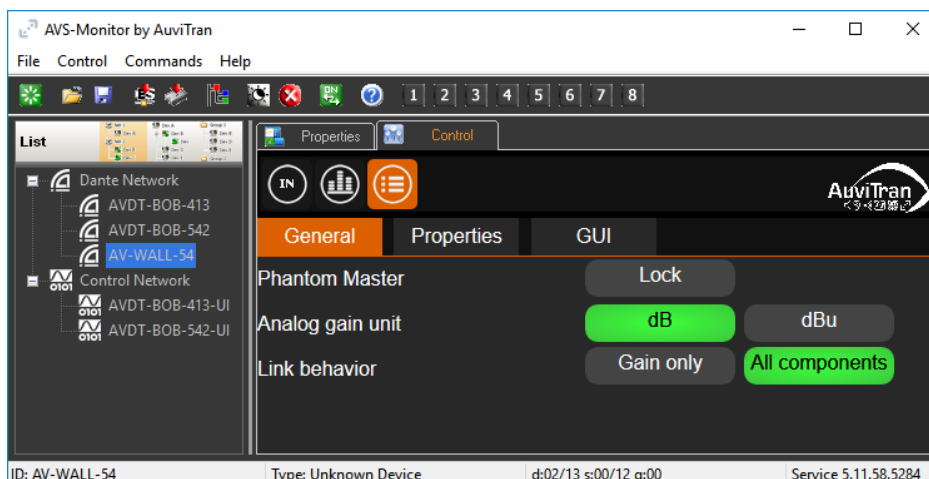 AVS-Monitor by AuviTran
File Control Commands Help
1 2 3 4 5 6 7 8
List
Properties Control
IN
AuviTran
Dante Network
AVDT-BOB-413
AVDT-BOB-542
AV-WALL-54
Control Network
0101
AVDT-BOB-413-UI
0101
AVDT-BOB-542-UI
0101
General Properties GUI
Phantom Master Lock
Analog gain unit dB dBu
Link behavior Gain only All components
ID: AV-WALL-54 Type: Unknown Device d:02/13 s:00/12 g:00 Service 5.11.58.5284